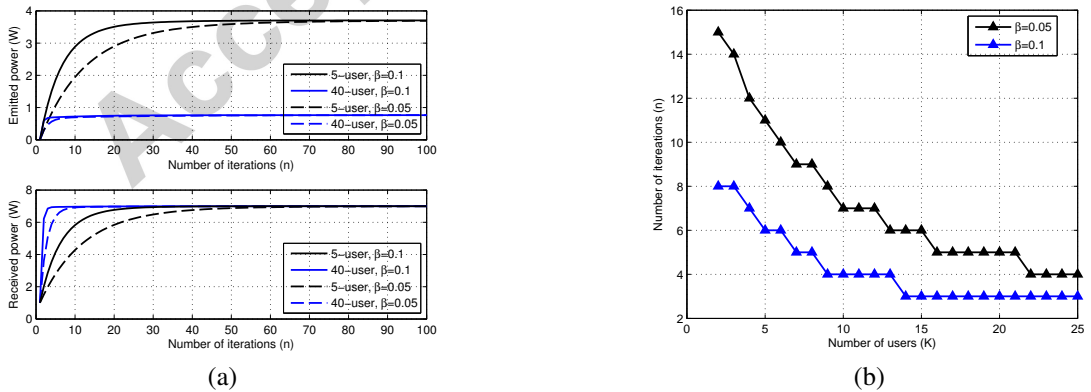 Acce
4
3
2
1
0
Emitted power (W)
5−user, β=0.1
40−user, β=0.1
5−user, β=0.05
40−user, β=0.05
0 10 20 30 40 50 60 70 80 90 100
Number of iterations (n)
8
6
4
2
0
Received power (W)
5−user, β=0.1
40−user, β=0.1
5−user, β=0.05
40−user, β=0.05
0 10 20 30 40 50 60 70 80 90 100
Number of iterations (n)
(a)
16
14
12
10
8
6
4
2
Number of itereations (n)
β=0.05
β=0.1
0 5 10 15 20 25
Number of users (K)
(b)